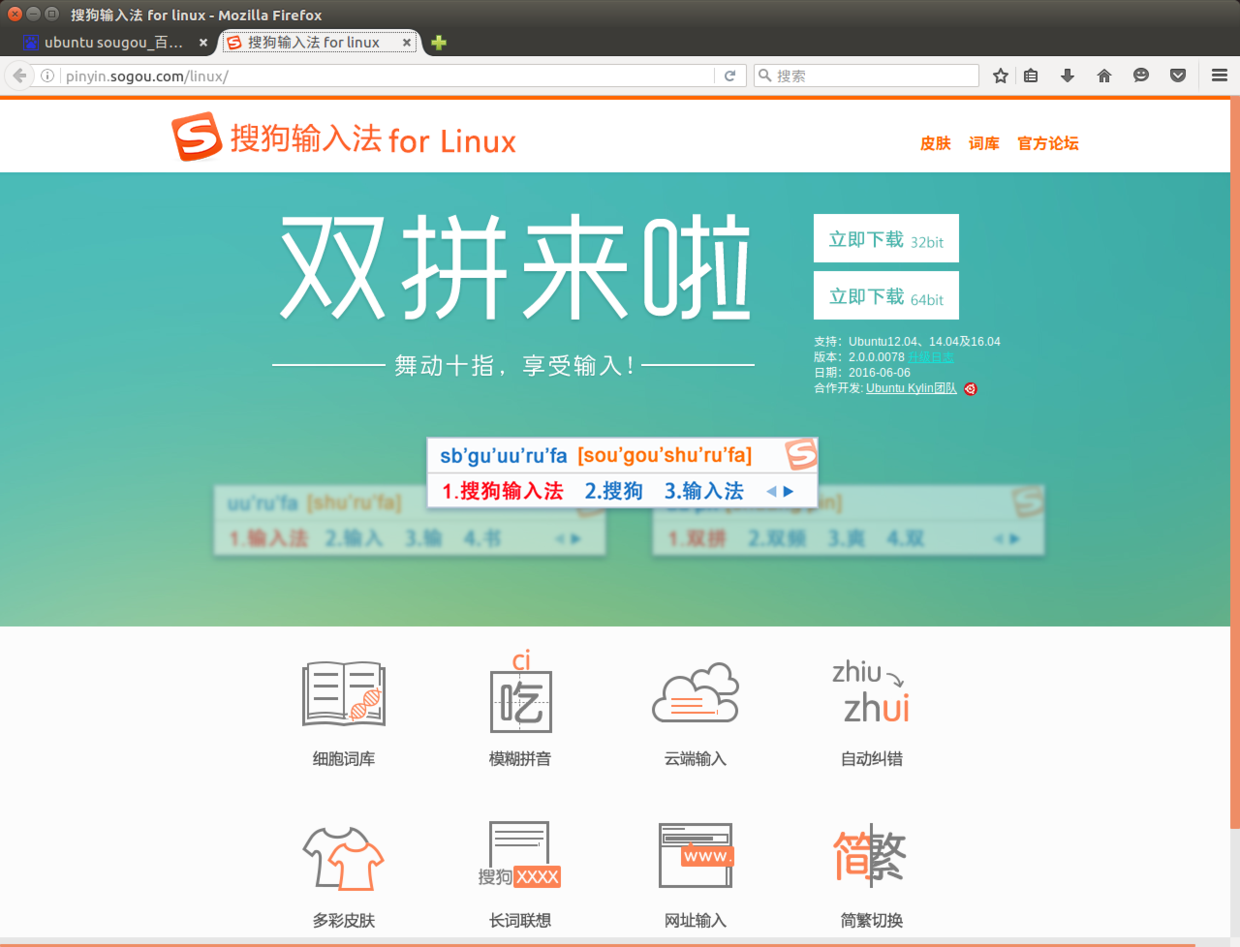 搜狗输入法 for linux - Mozilla Firefox
ubuntu sougou_百...
搜狗输入法 for linux
pinyin.sogou.com/linux/
搜索
搜狗输入法 for Linux
皮肤 词库 官方论坛
双拼来啦
立即下载 32bit
立即下载 64bit
舞动十指，享受输入！
支持：Ubuntu12.04、14.04及16.04
版本：2.0.0.0078 升级日志
日期：2016-06-06
合作开发: Ubuntu Kylin团队
sb'gu'uu'ru'fa [sou'gou'shu'ru'fa]
1.搜狗输入法 2.搜狗 3.输入法
uu'ru'fa [shu'ru'fa]
1.输入法 2.输入 3.输 4.书
1.双拼 2.双频 3.爽 4.双
ci
吃
zhiu
zhui
细胞词库 模糊拼音 云端输入 自动纠错
搜狗XXXX
www.
简繁
多彩皮肤 长词联想 网址输入 简繁切换